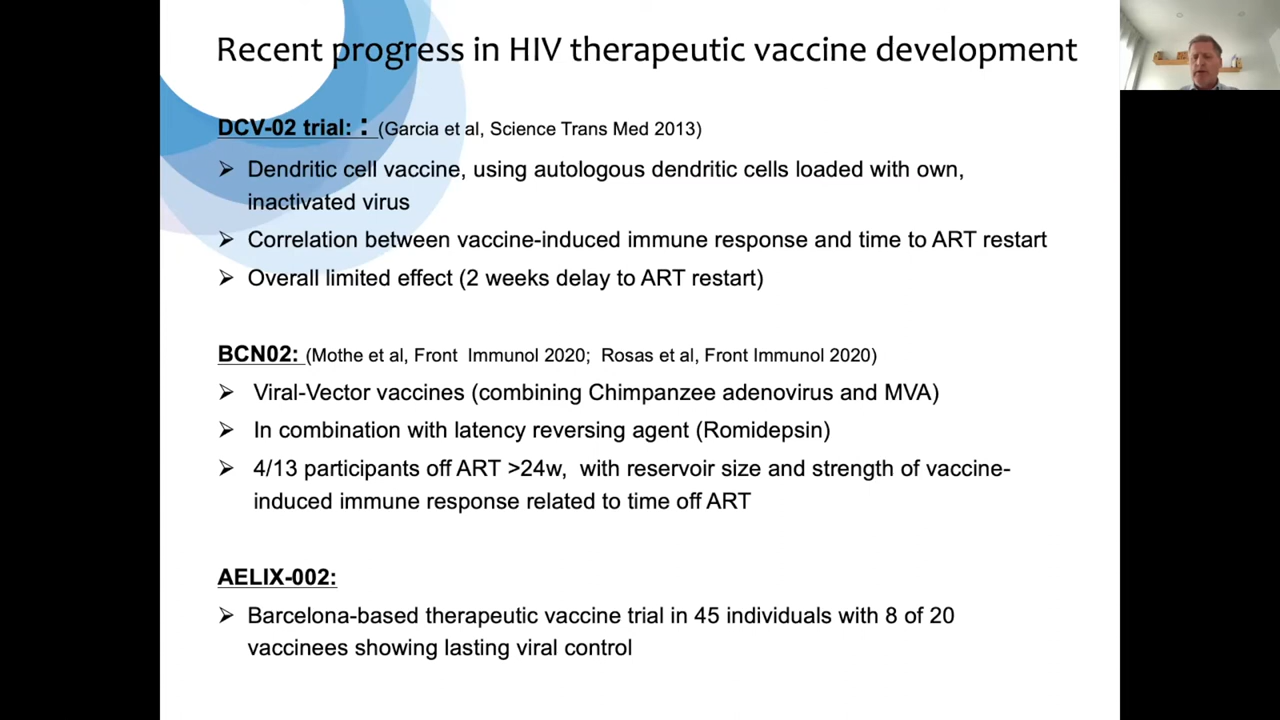 Recent progress in HIV therapeutic vaccine development
DCV-02 trial: : (Garcia et al, Science Trans Med 2013)
➢ Dendritic cell vaccine, using autologous dendritic cells loaded with own,
inactivated virus
➢ Correlation between vaccine-induced immune response and time to ART restart
➢ Overall limited effect (2 weeks delay to ART restart)
BCN02: (Mothe et al, Front Immunol 2020; Rosas et al, Front Immunol 2020)
➢ Viral-Vector vaccines (combining Chimpanzee adenovirus and MVA)
➢ In combination with latency reversing agent (Romidepsin)
➢ 4/13 participants off ART >24w, with reservoir size and strength of vaccine-
induced immune response related to time off ART
AELIX-002:
➢ Barcelona-based therapeutic vaccine trial in 45 individuals with 8 of 20
vaccinees showing lasting viral control